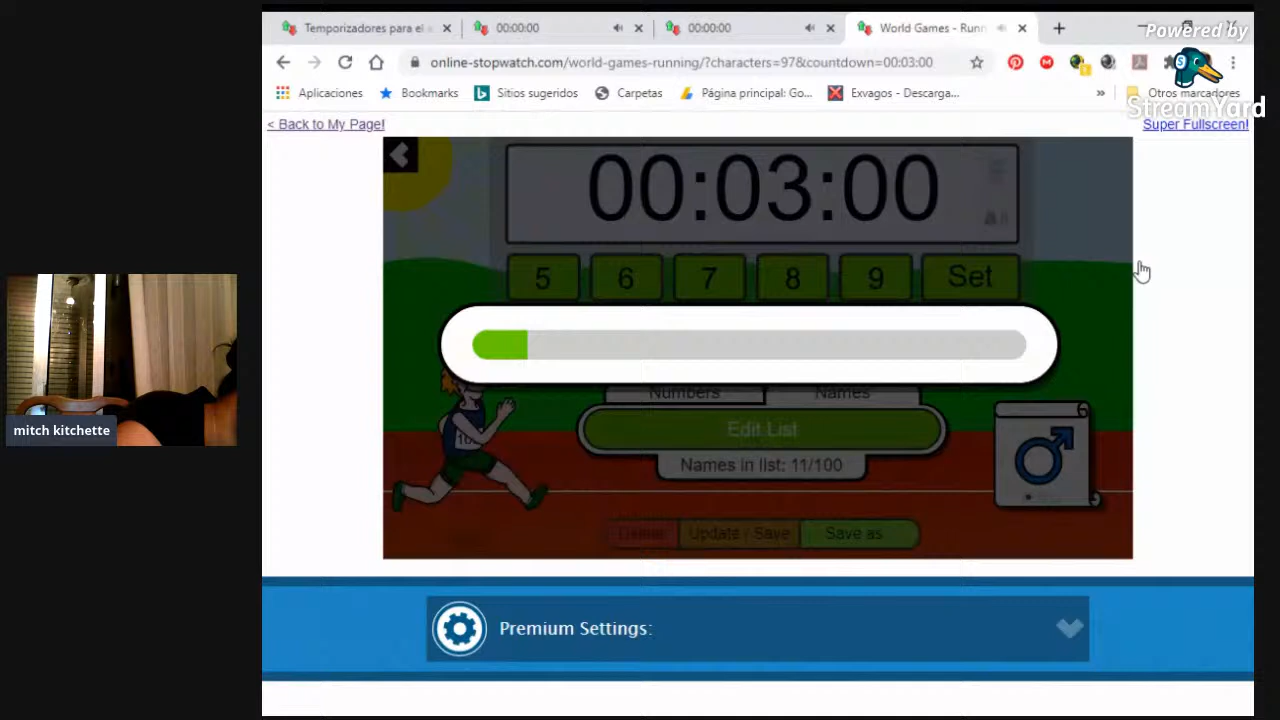 Temporizadores para el a
00:00:00
00:00:00
World Games - Runn
Powered by
online-stopwatch.com/world-games-running/?characters=97&countdown=00:03:00
Aplicaciones
Bookmarks
Sitios sugeridos
Carpetas
Página principal: Go...
Exvagos - Descarga...
»
Otros marcadores
StreamYard
< Back to My Page!
Super Fullscreen!
00:03:00
5
6
7
8
9
Set
Numbers
Names
Edit List
Names in list: 11/100
Delete
Update / Save
Save as
mitch kitchette
Premium Settings: